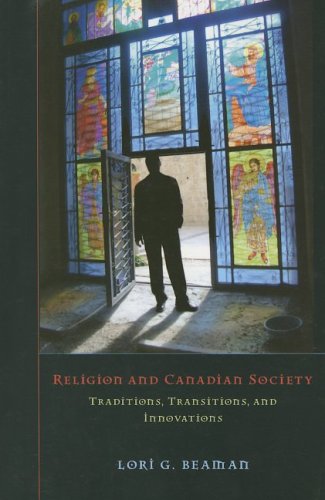 Religion and Canadian Society
Traditions, Transitions, and
Innovations
Lori G. Beaman